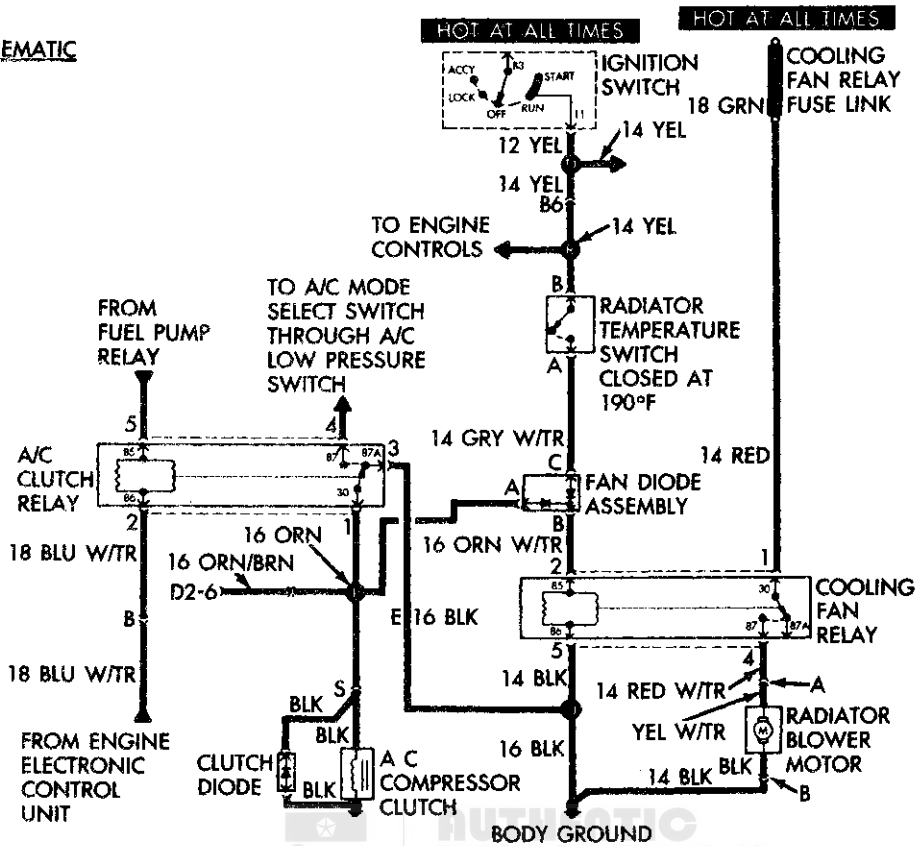 HOT AT ALL TIMES
HOT AT ALL TIMES
EMATIC
IGNITION
SWITCH
ACCY
B3
START
LOCK
OFF
RUN
I1
COOLING
FAN RELAY
FUSE LINK
18 GRN
12 YEL
14 YEL
14 YEL
B6
14 YEL
TO ENGINE
CONTROLS
B
RADIATOR
TEMPERATURE
SWITCH
CLOSED AT
190°F
A
FROM
FUEL PUMP
RELAY
TO A/C MODE
SELECT SWITCH
THROUGH A/C
LOW PRESSURE
SWITCH
5
4
3
A/C
CLUTCH
RELAY
85
87
87A
86
30
2
1
14 GRY W/TR
C
14 RED
A
FAN DIODE
ASSEMBLY
B
16 ORN W/TR
16 ORN
18 BLU W/TR
16 ORN/BRN
D2-6
2
1
85
30
86
87
87A
COOLING
FAN
RELAY
E
16 BLK
B
5
4
14 BLK
14 RED W/TR
A
18 BLU W/TR
S
BLK
BLK
YEL W/TR
M
RADIATOR
BLOWER
MOTOR
FROM ENGINE
ELECTRONIC
CONTROL
UNIT
CLUTCH
DIODE
BLK
A C
COMPRESSOR
CLUTCH
16 BLK
14 BLK
BLK
B
BODY GROUND
AUTHENTIC